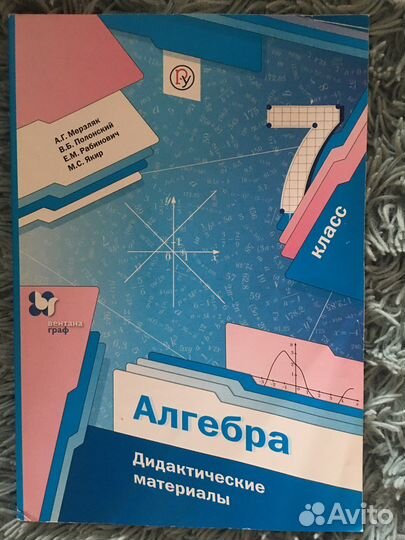 А.Г. Мерзляк
В.Б. Полонский
Е.М. Рабинович
М.С. Якир
7
класс
вентана
граф
Алгебра
Дидактические
материалы
Avito